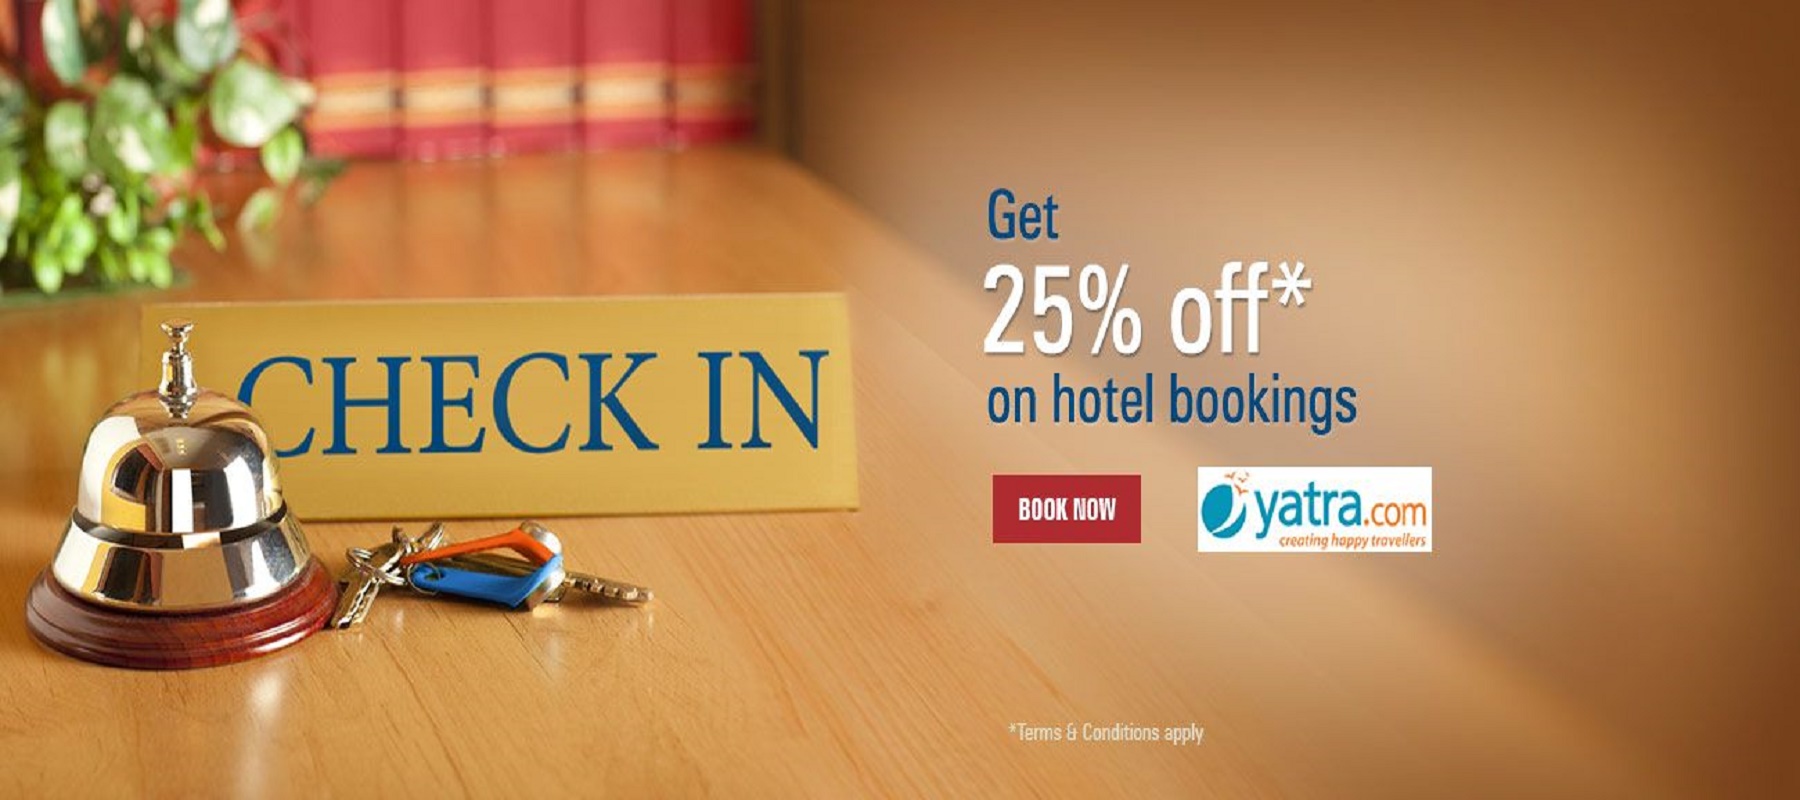 CHECK IN
Get
25% off*
on hotel bookings
BOOK NOW
yatra.com
creating happy travellers
*Terms & Conditions apply